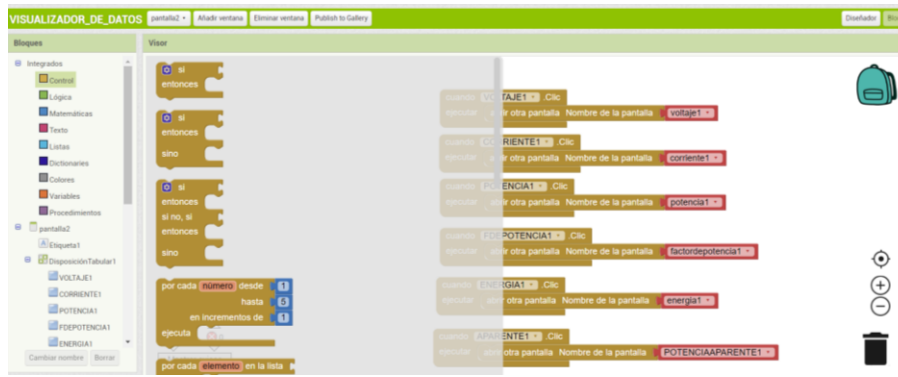 VISUALIZADOR_DE_DATOS pantalla2 Añadir ventana Eliminar ventana Publish to Gallery Diseñador
Bloques
Visor
Integrados
Control
Lógica
Matemáticas
Texto
Listas
Dictionaries
Colores
Variables
Procedimientos
pantalla2
Etiqueta1
DisposiciónTabular1
VOLTAJE1
CORRIENTE1
POTENCIA1
FDEPOTENCIA1
ENERGIA1
Cambiar nombre Borrar
si
entonces
si
entonces
sino
si
entonces
si no, si
entonces
sino
por cada número desde 1
hasta 5
en incrementos de 1
ejecuta
por cada elemento en la lista
cuando VOLTAJE1 .Clic
ejecutar abrir otra pantalla Nombre de la pantalla voltaje1
cuando CORRIENTE1 .Clic
ejecutar abrir otra pantalla Nombre de la pantalla corriente1
cuando POTENCIA1 .Clic
ejecutar abrir otra pantalla Nombre de la pantalla potencia1
cuando FDEPOTENCIA1 .Clic
ejecutar abrir otra pantalla Nombre de la pantalla factordepotencia1
cuando ENERGIA1 .Clic
ejecutar abrir otra pantalla Nombre de la pantalla energia1
cuando APARENTE1 .Clic
ejecutar abrir otra pantalla Nombre de la pantalla POTENCIAAPARENTE1